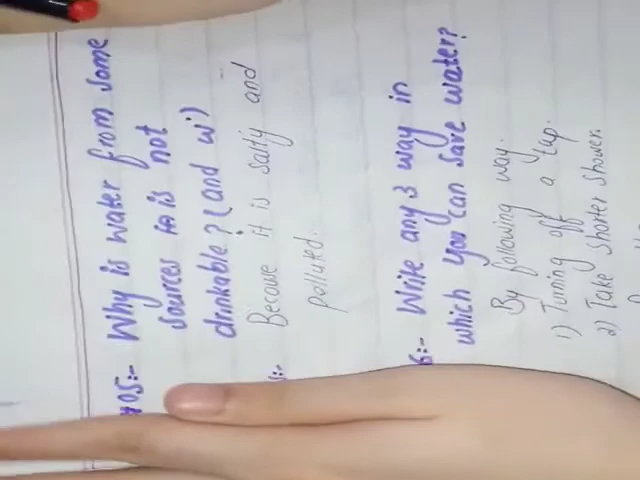 Q5:- Why is water from some
sources is not
drinkable? (and w')
:- Because it is salty and
polluted.
6:- Write any 3 way in
which you can save water?
By following way.
1) Turning off a tap.
2) Take shorter shower.